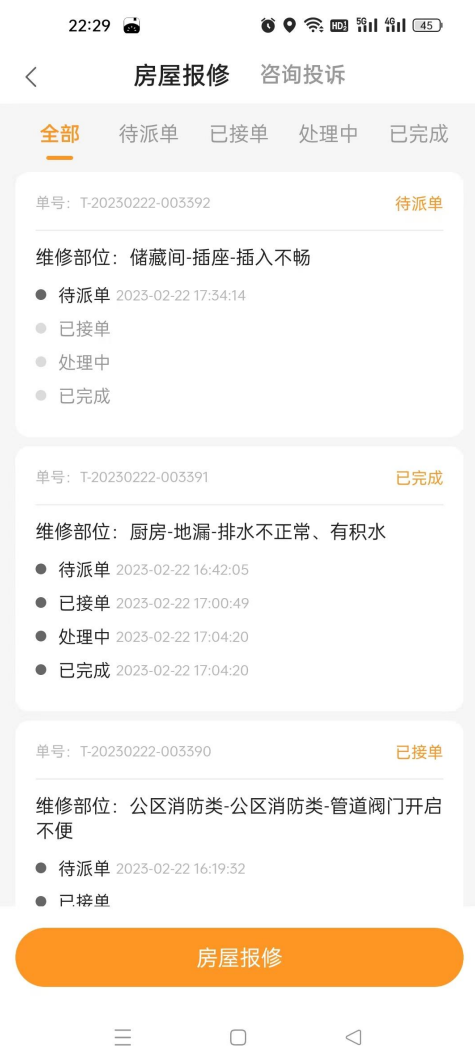 22:29 HD2 5G 4G 45
房屋报修 咨询投诉
全部 待派单 已接单 处理中 已完成
单号：T-20230222-003392 待派单
维修部位：储藏间-插座-插入不畅
待派单 2023-02-22 17:34:14
已接单
处理中
已完成
单号：T-20230222-003391 已完成
维修部位：厨房-地漏-排水不正常、有积水
待派单 2023-02-22 16:42:05
已接单 2023-02-22 17:00:49
处理中 2023-02-22 17:04:20
已完成 2023-02-22 17:04:20
单号：T-20230222-003390 已接单
维修部位：公区消防类-公区消防类-管道阀门开启
不便
待派单 2023-02-22 16:19:32
已接单
房屋报修